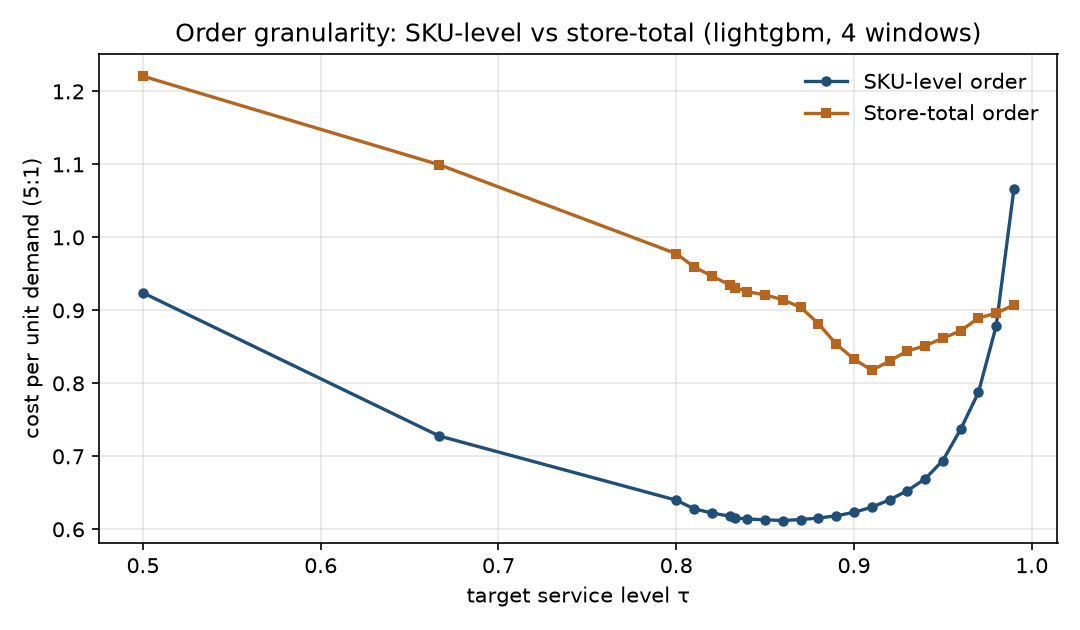 Order granularity: SKU-level vs store-total (lightgbm, 4 windows)
SKU-level order
Store-total order
cost per unit demand (5:1)
1.2
1.1
1.0
0.9
0.8
0.7
0.6
0.5 0.6 0.7 0.8 0.9 1.0
target service level τ